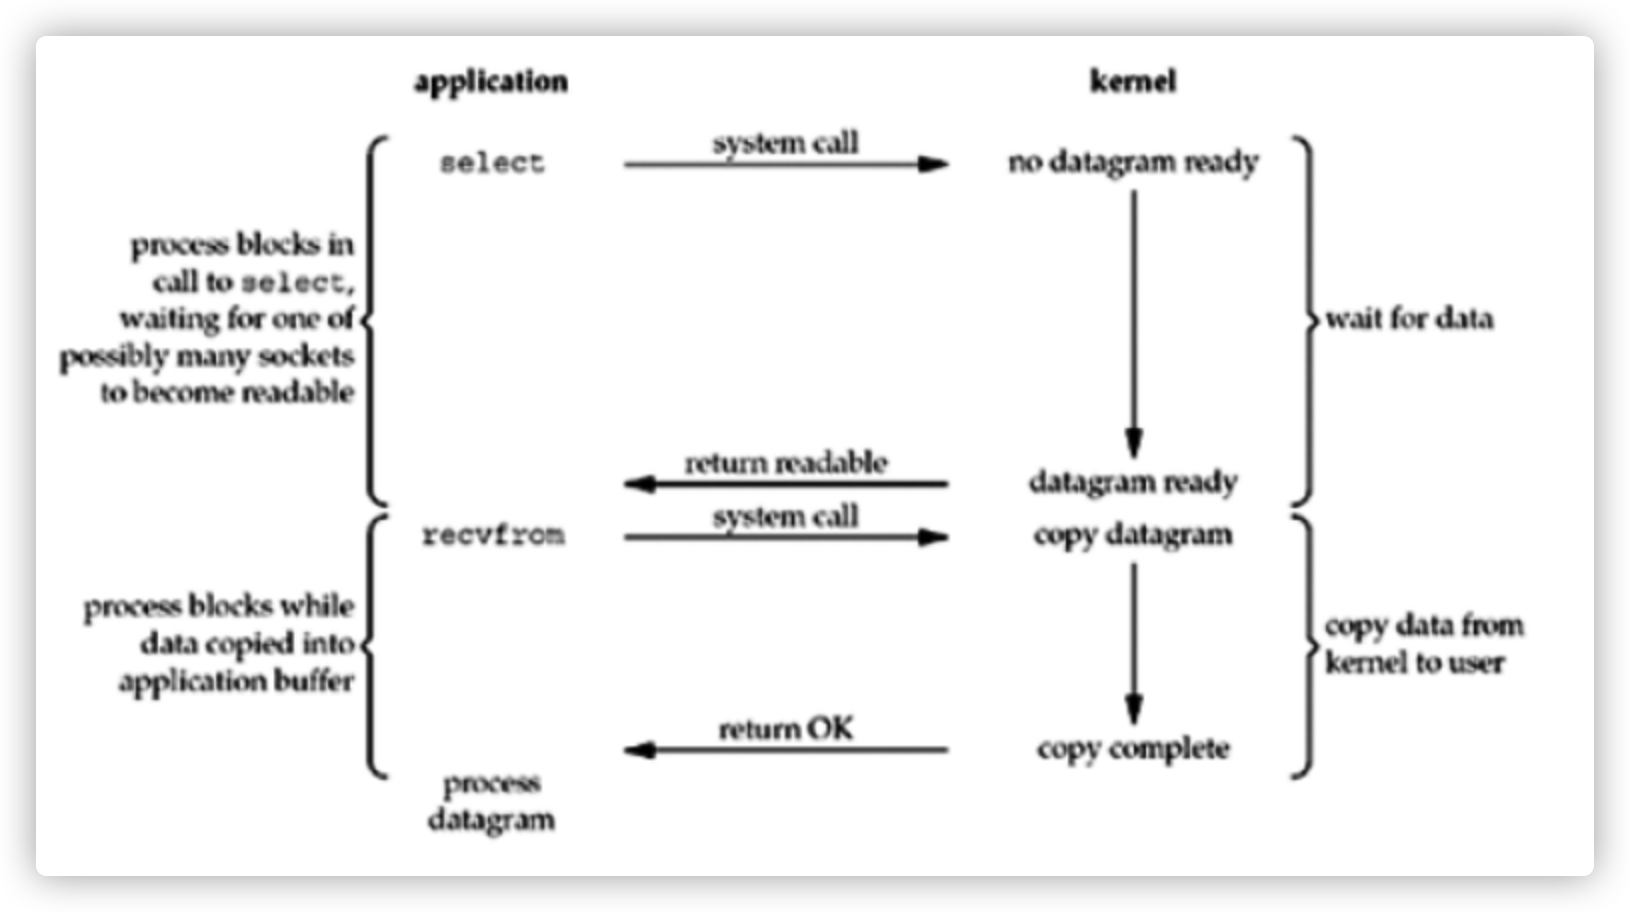 application
kernel
select
system call
no datagram ready
process blocks in
call to select,
waiting for one of
possibly many sockets
to become readable
wait for data
return readable
datagram ready
recvfrom
system call
copy datagram
process blocks while
data copied into
application buffer
copy data from
kernel to user
return OK
copy complete
process
datagram